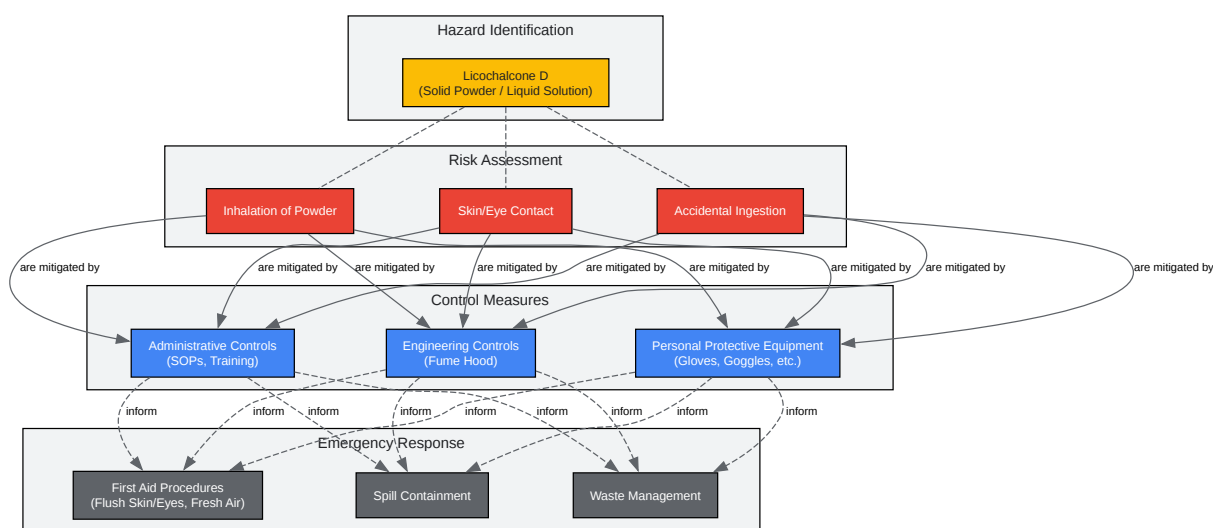 Hazard Identification
Licochalcone D
(Solid Powder / Liquid Solution)
Risk Assessment
Inhalation of Powder
Skin/Eye Contact
Accidental Ingestion
are mitigated by
are mitigated by
are mitigated by
are mitigated by
are mitigated by
are mitigated by
are mitigated by
are mitigated by
are mitigated by
Control Measures
Administrative Controls
(SOPs, Training)
Engineering Controls
(Fume Hood)
Personal Protective Equipment
(Gloves, Goggles, etc.)
inform
inform
inform
inform
inform
inform
inform
inform
inform
Emergency Response
First Aid Procedures
(Flush Skin/Eyes, Fresh Air)
Spill Containment
Waste Management